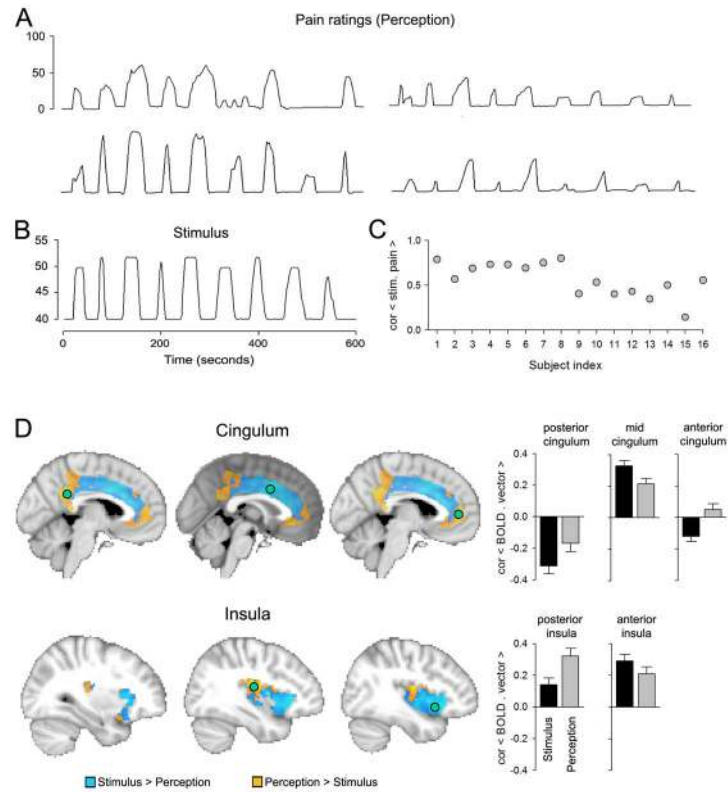 A
Pain ratings (Perception)
100
50
0
B
Stimulus
55
50
45
40
0 200 400 600
Time (seconds)
C
cor < stim. pain >
1.0
0.5
0.0
1 2 3 4 5 6 7 8 9 10 11 12 13 14 15 16
Subject index
D
Cingulum
posterior cingulum
mid cingulum
anterior cingulum
cor < BOLD . vector >
0.4
0.2
0.0
-0.2
0.4
Insula
posterior insula
anterior insula
cor < BOLD . vector >
0.4
0.2
0.0
-0.2
0.4
Stimulus
Perception
Stimulus > Perception
Perception > Stimulus